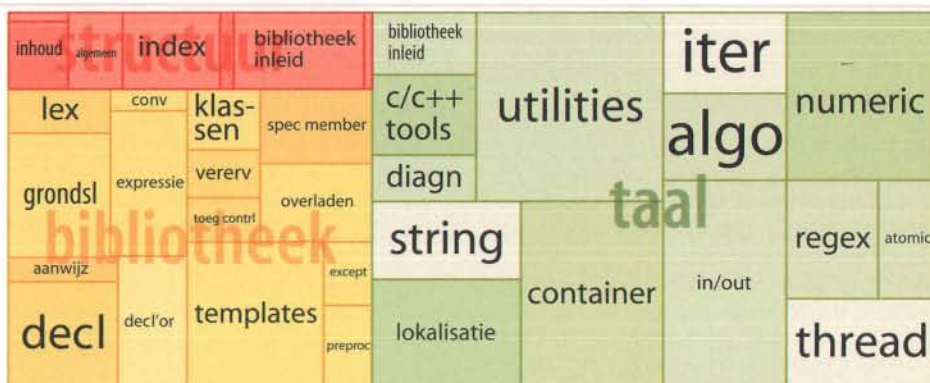 structuur
inhoud
algemeen
index
bibliotheek
inleid
bibliotheek
inleid
utilities
iter
numeric
lex
conv
klas-
sen
spec member
c/c++
tools
algo
grondsl
expressie
vererv
overladen
diagn
taal
toeg contrl
bibliotheek
string
container
in/out
regex
atomic
aanwijz
except
decl
decl'or
templates
preproc
lokalisatie
thread